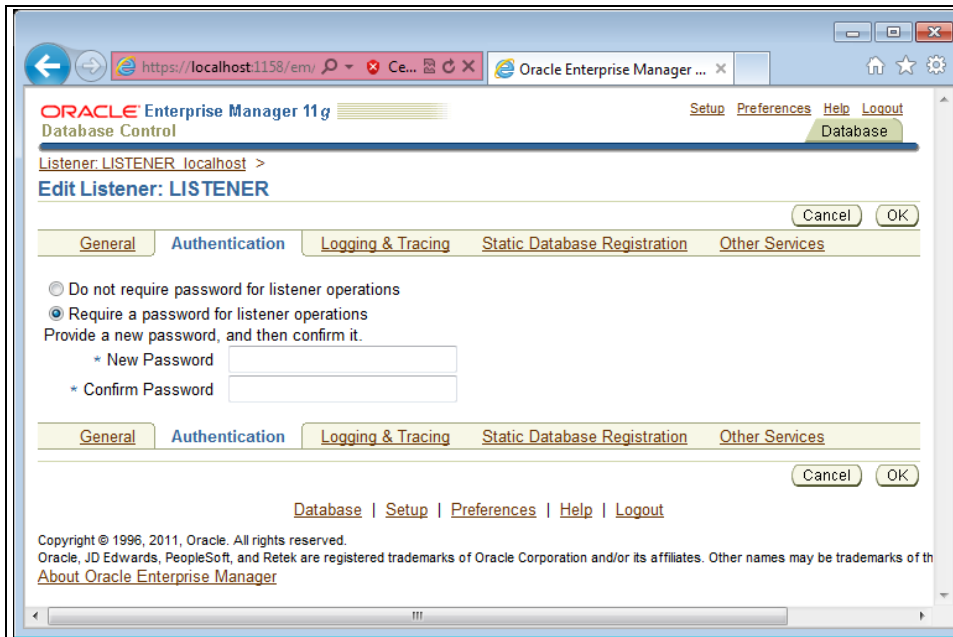 https://localhost:1158/em/ Ce... Oracle Enterprise Manager ...
ORACLE Enterprise Manager 11g
Database Control
Setup Preferences Help Logout
Database
Listener: LISTENER_localhost >
Edit Listener: LISTENER
Cancel OK
General Authentication Logging & Tracing Static Database Registration Other Services
Do not require password for listener operations
Require a password for listener operations
Provide a new password, and then confirm it.
* New Password
* Confirm Password
General Authentication Logging & Tracing Static Database Registration Other Services
Cancel OK
Database | Setup | Preferences | Help | Logout
Copyright © 1996, 2011, Oracle. All rights reserved.
Oracle, JD Edwards, PeopleSoft, and Retek are registered trademarks of Oracle Corporation and/or its affiliates. Other names may be trademarks of th
About Oracle Enterprise Manager